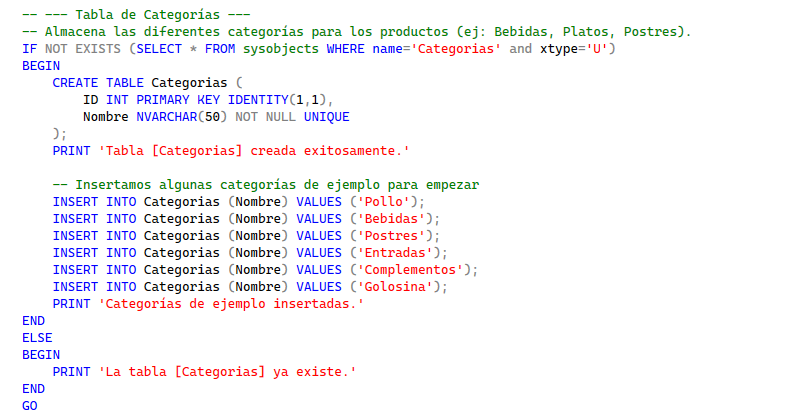 -- --- Tabla de Categorías ---
-- Almacena las diferentes categorías para los productos (ej: Bebidas, Platos, Postres).
IF NOT EXISTS (SELECT * FROM sysobjects WHERE name='Categorias' and xtype='U')
BEGIN
    CREATE TABLE Categorias (
        ID INT PRIMARY KEY IDENTITY(1,1),
        Nombre NVARCHAR(50) NOT NULL UNIQUE
    );
    PRINT 'Tabla [Categorias] creada exitosamente.'

    -- Insertamos algunas categorías de ejemplo para empezar
    INSERT INTO Categorias (Nombre) VALUES ('Pollo');
    INSERT INTO Categorias (Nombre) VALUES ('Bebidas');
    INSERT INTO Categorias (Nombre) VALUES ('Postres');
    INSERT INTO Categorias (Nombre) VALUES ('Entradas');
    INSERT INTO Categorias (Nombre) VALUES ('Complementos');
    INSERT INTO Categorias (Nombre) VALUES ('Golosina');
    PRINT 'Categorías de ejemplo insertadas.'
END
ELSE
BEGIN
    PRINT 'La tabla [Categorias] ya existe.'
END
GO